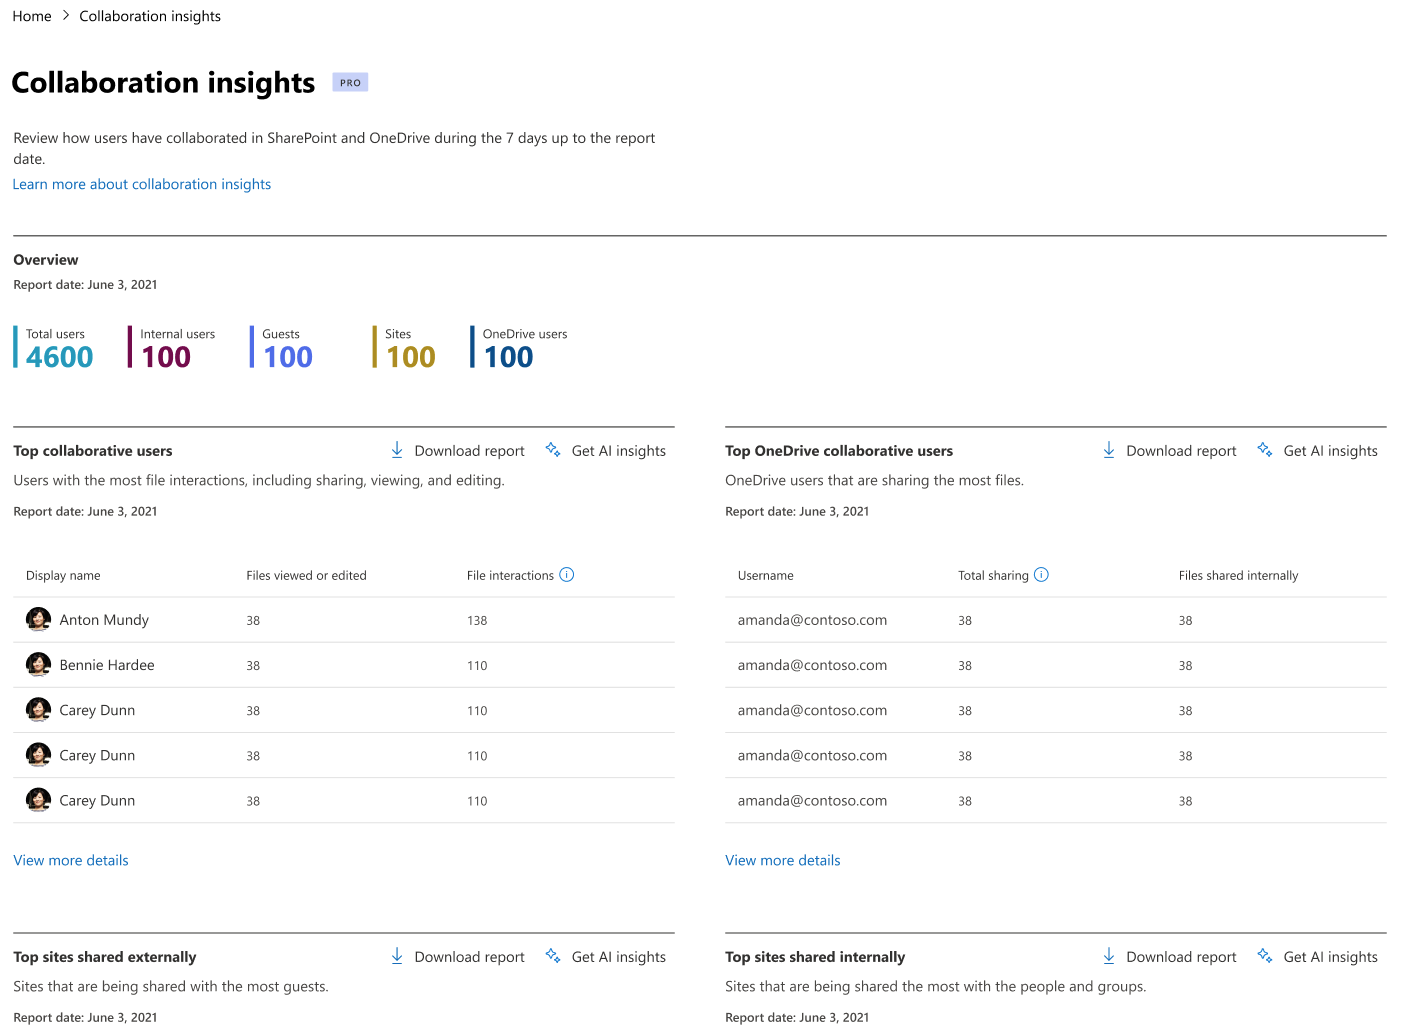 Home > Collaboration insights
Collaboration insights PRO
Review how users have collaborated in SharePoint and OneDrive during the 7 days up to the report
date.
Learn more about collaboration insights
Overview
Report date: June 3, 2021
Total users Internal users Guests Sites OneDrive users
4600 100 100 100 100
Top collaborative users Download report Get AI insights
Users with the most file interactions, including sharing, viewing, and editing.
Report date: June 3, 2021
Display name Files viewed or edited File interactions
Anton Mundy 38 138
Bennie Hardee 38 110
Carey Dunn 38 110
Carey Dunn 38 110
Carey Dunn 38 110
View more details
Top OneDrive collaborative users Download report Get AI insights
OneDrive users that are sharing the most files.
Report date: June 3, 2021
Username Total sharing Files shared internally
amanda@contoso.com 38 38
amanda@contoso.com 38 38
amanda@contoso.com 38 38
amanda@contoso.com 38 38
amanda@contoso.com 38 38
View more details
Top sites shared externally Download report Get AI insights
Sites that are being shared with the most guests.
Report date: June 3, 2021
Top sites shared internally Download report Get AI insights
Sites that are being shared the most with the people and groups.
Report date: June 3, 2021